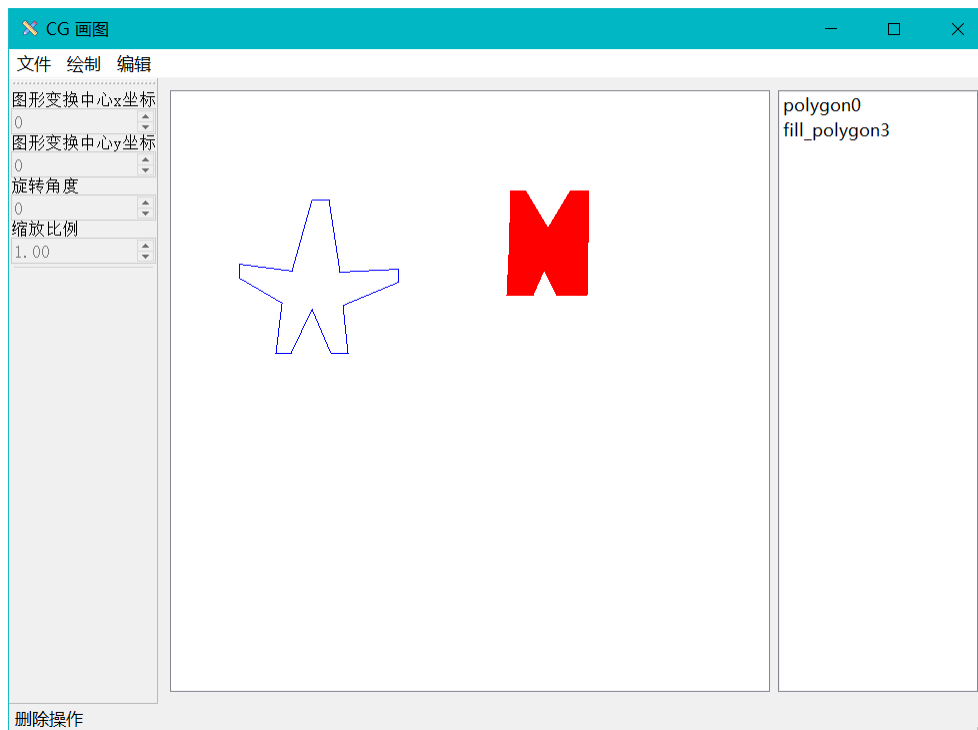 CG 画图
文件 绘制 编辑
图形变换中心x坐标
0
图形变换中心y坐标
0
旋转角度
0
缩放比例
1.00
polygon0
fill_polygon3
删除操作